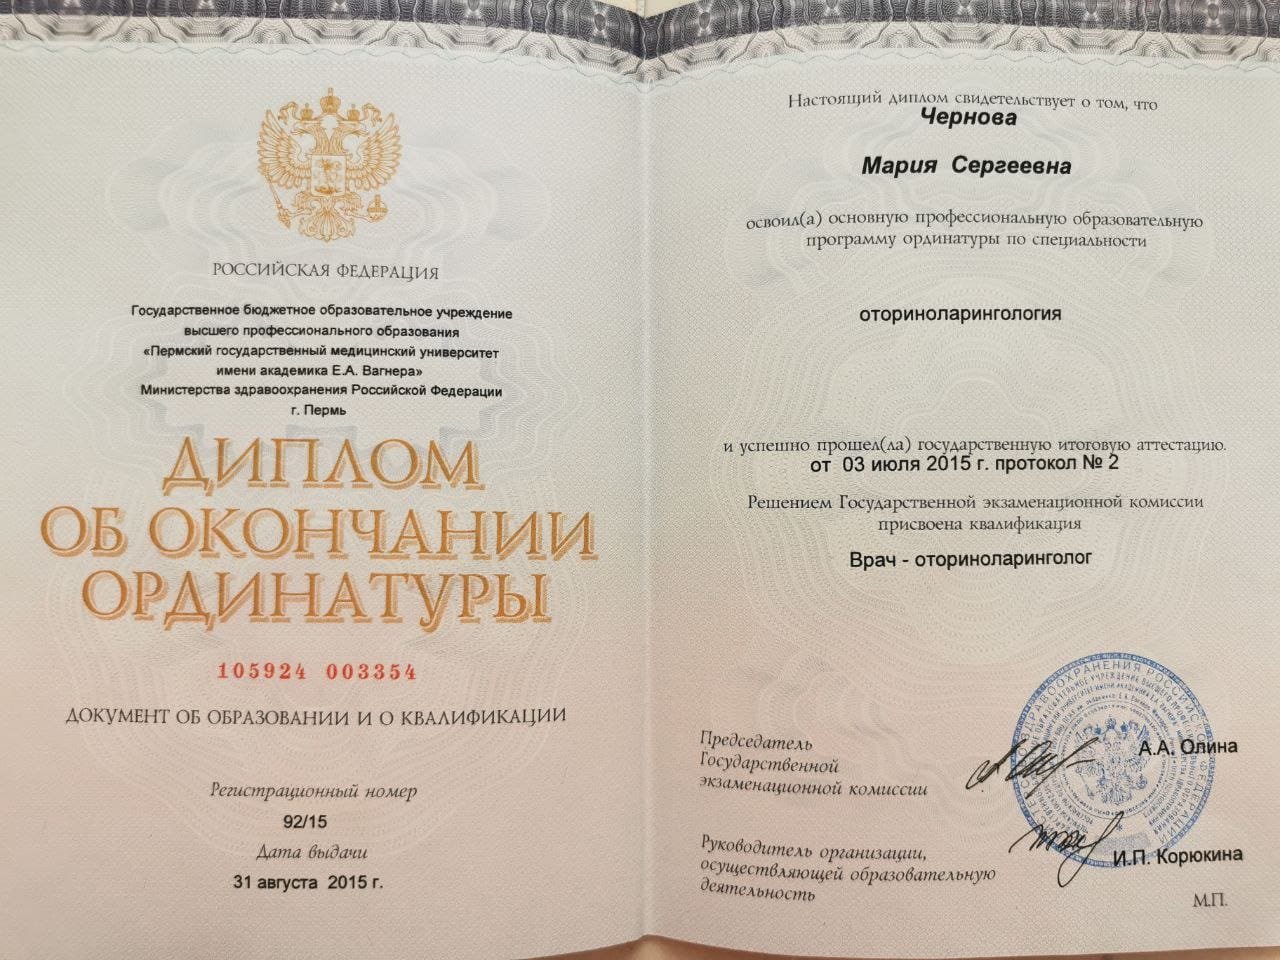 РОССИЙСКАЯ ФЕДЕРАЦИЯ
Государственное бюджетное образовательное учреждение
высшего профессионального образования
«Пермский государственный медицинский университет
имени академика Е.А. Вагнера»
Министерства здравоохранения Российской Федерации
г. Пермь
ДИПЛОМ
ОБ ОКОНЧАНИИ
ОРДИНАТУРЫ
105924 003354
ДОКУМЕНТ ОБ ОБРАЗОВАНИИ И О КВАЛИФИКАЦИИ
Регистрационный номер
92/15
Дата выдачи
31 августа 2015 г.
Настоящий диплом свидетельствует о том, что
Чернова
Мария Сергеевна
освоил(а) основную профессиональную образовательную
программу ординатуры по специальности
оториноларингология
и успешно прошел(ла) государственную итоговую аттестацию.
от 03 июля 2015 г. протокол № 2
Решением Государственной экзаменационной комиссии
присвоена квалификация
Врач - оториноларинголог
Председатель
Государственной
экзаменационной комиссии
А.А. Олина
Руководитель организации,
осуществляющей образовательную
деятельность
И.П. Корюкина
М.П.